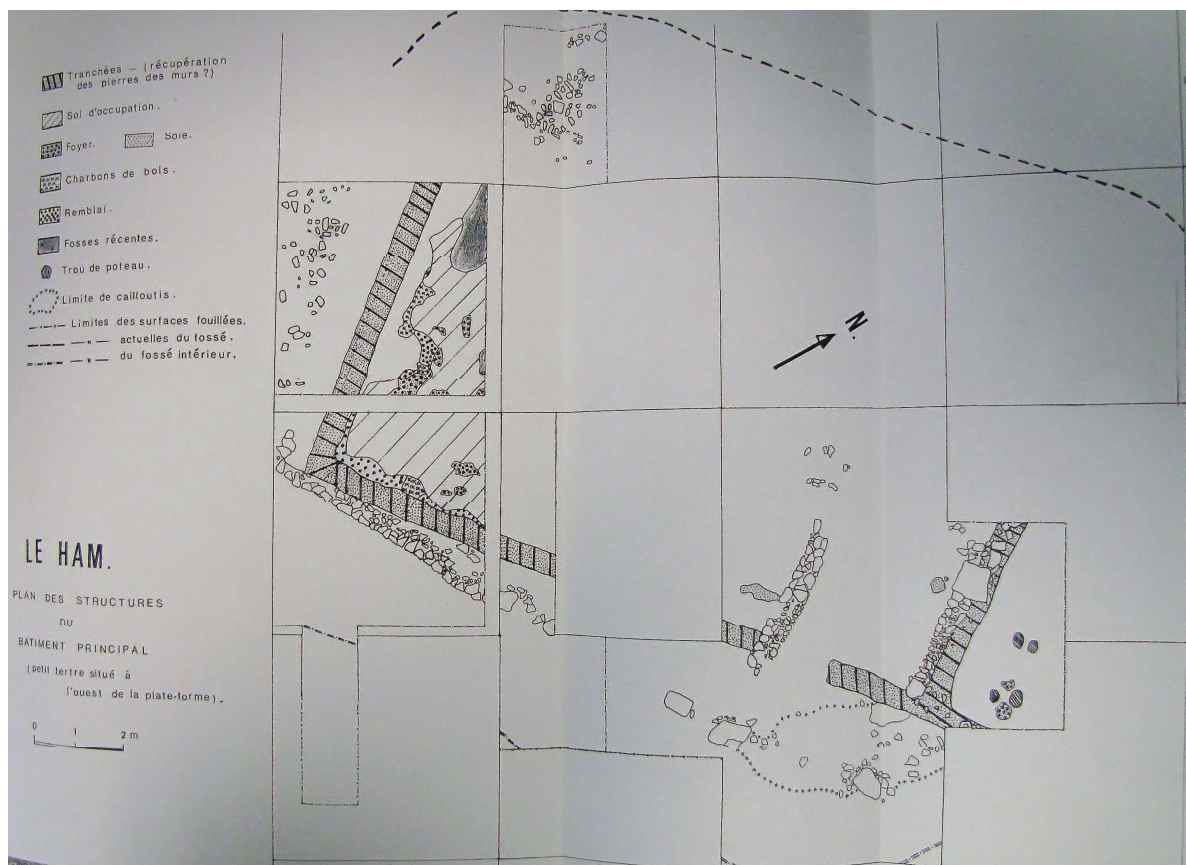 Tranchées — (récupération
des pierres des murs ?)
Sol d'occupation.
Foyer. Soie.
Charbons de bois.
Remblai.
Fosses récentes.
Trou de poteau.
Limite de cailloutis.
Limites des surfaces fouillées.
— " — actuelles du fossé.
— " — du fossé intérieur.
N.
LE HAM.
PLAN DES STRUCTURES
DU
BATIMENT PRINCIPAL
(petit tertre situé à
l'ouest de la plate-forme).
0 1 2 m